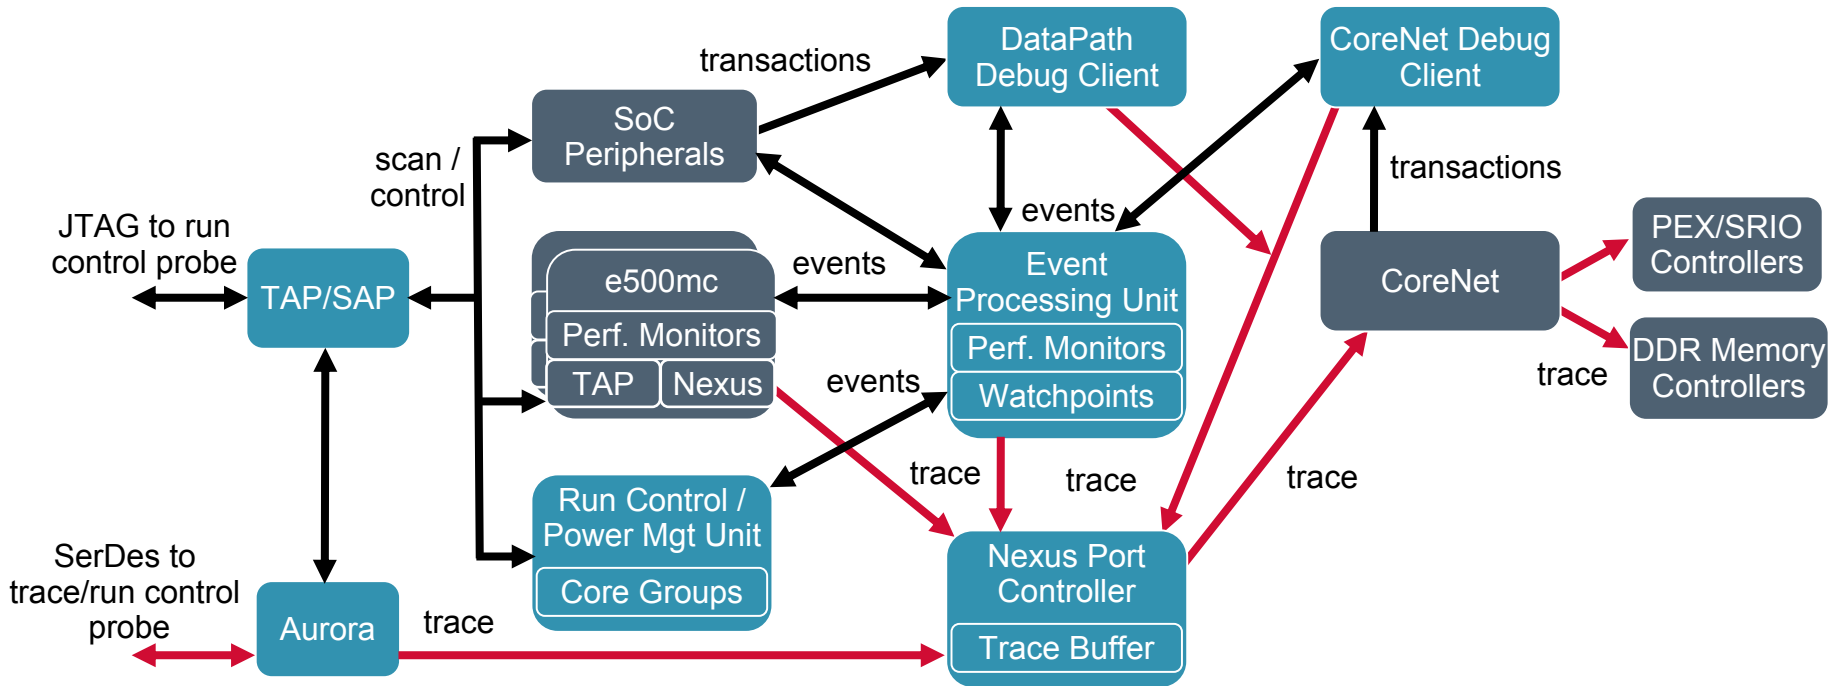 DataPath
Debug Client
CoreNet Debug
Client
transactions
SoC
Peripherals
scan /
control
transactions
JTAG to run
control probe
TAP/SAP
events
PEX/SRIO
Controllers
e500mc
Perf. Monitors
TAP
Nexus
events
Event
Processing Unit
Perf. Monitors
Watchpoints
CoreNet
DDR Memory
Controllers
trace
events
trace
trace
trace
Run Control /
Power Mgt Unit
Core Groups
Nexus Port
Controller
Trace Buffer
SerDes to
trace/run control
probe
Aurora
trace